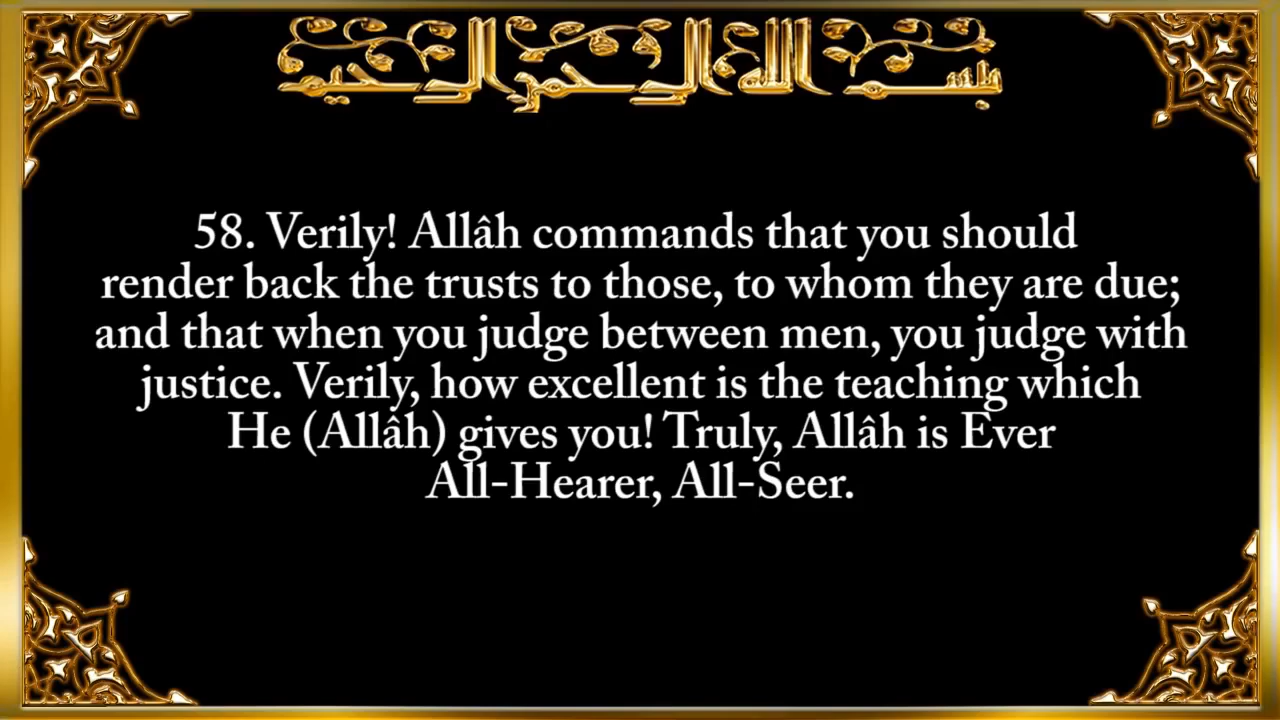 بسم الله الرحمن الرحيم
58. Verily! Allâh commands that you should
render back the trusts to those, to whom they are due;
and that when you judge between men, you judge with
justice. Verily, how excellent is the teaching which
He (Allâh) gives you! Truly, Allâh is Ever
All-Hearer, All-Seer.